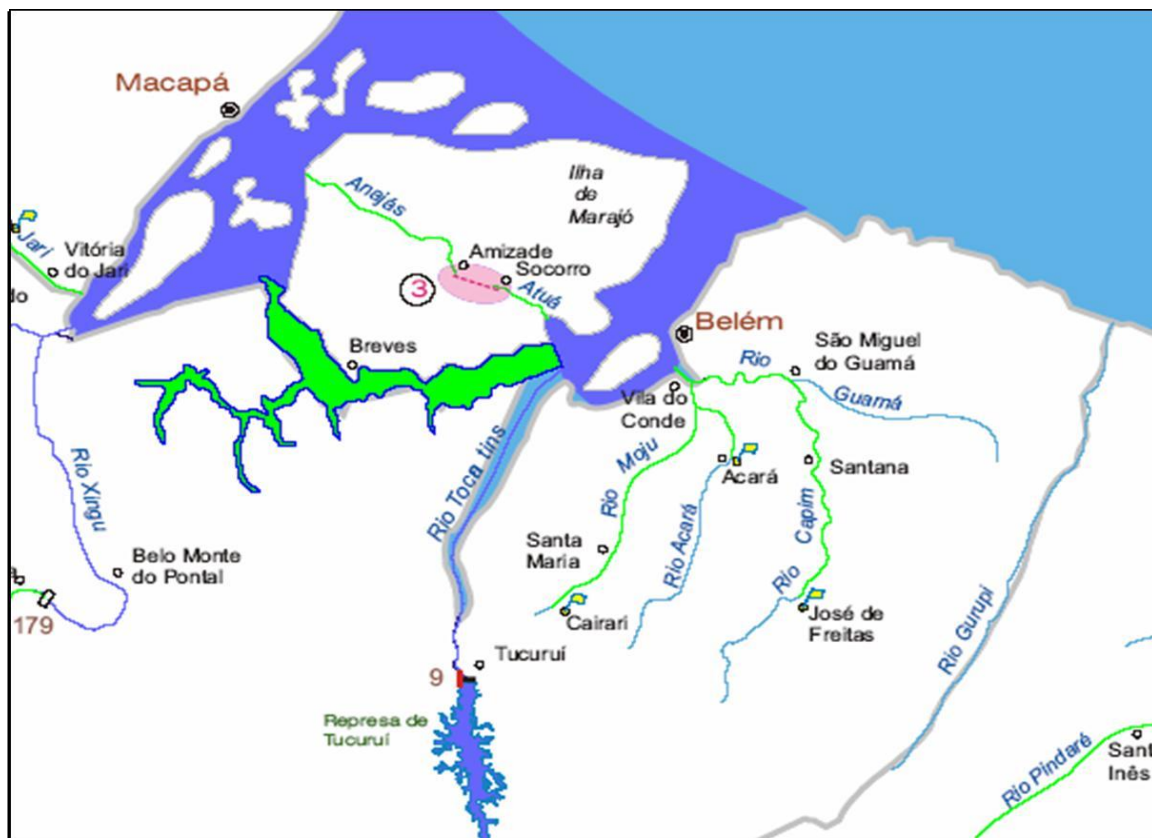 Macapá
Ilha
de
Marajó
Anajás
Amizade
Socorro
3
Atuá
Jari
Vitória
do Jari
do
Breves
Belém
São Miguel
do Guamá
Rio
Guamá
Vila do
Conde
Rio Moju
Acará
Santana
Rio Toca tins
Rio Xingu
Rio Acará
Rio Capim
Santa
Maria
Belo Monte
do Pontal
a
179
Cairari
José de
Freitas
Rio Gurupi
Tucuruí
9
Represa de
Tucuruí
Rio Pindaré
Sant
Inês